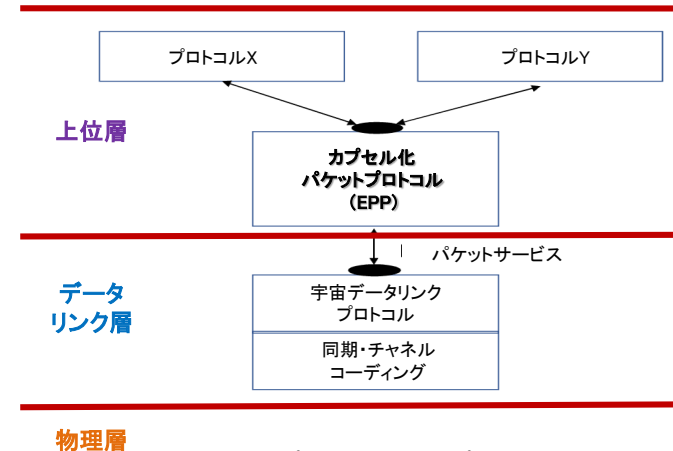 プロトコルX
プロトコルY
上位層
カプセル化
パケットプロトコル
(EPP)
パケットサービス
データ
リンク層
宇宙データリンク
プロトコル
同期・チャネル
コーディング
物理層